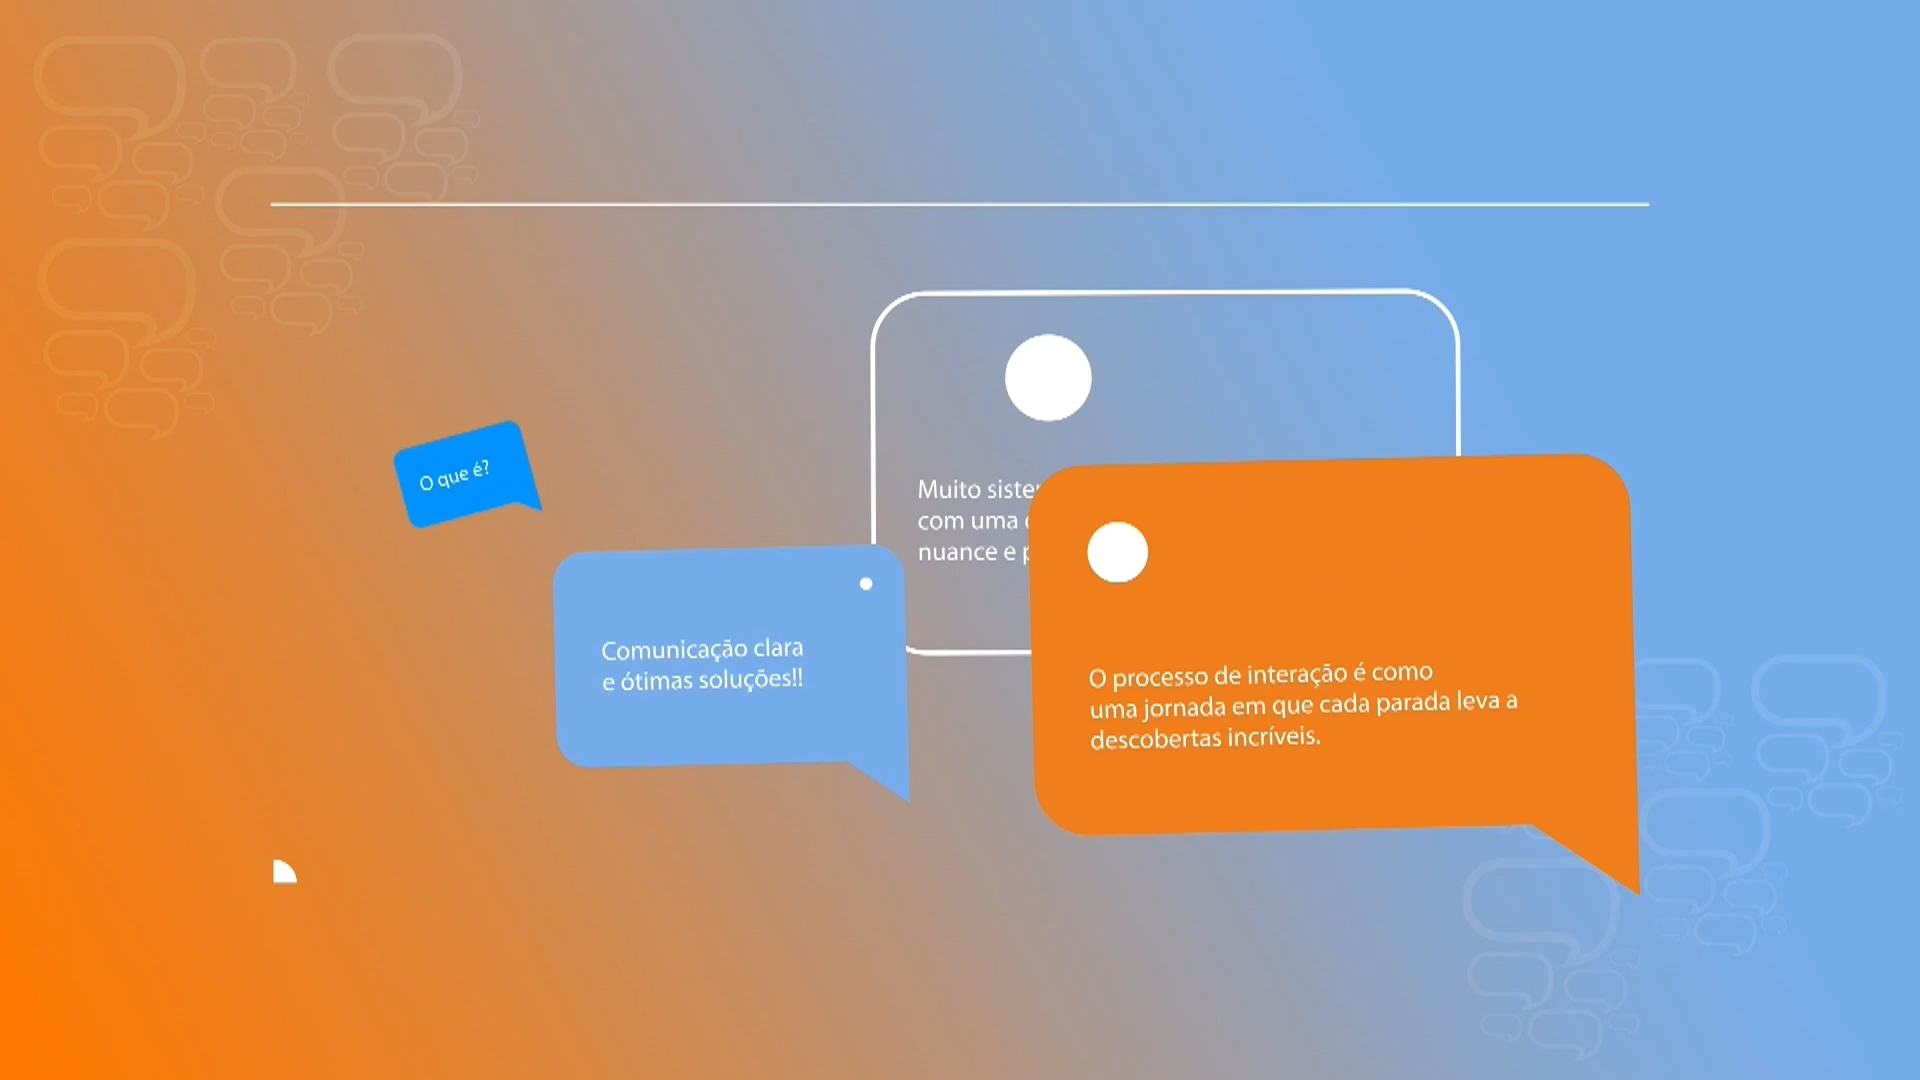 O que é?
Muito
com uma
nuance e
Comunicação clara
e ótimas soluções!!
O processo de interação é como
uma jornada em que cada parada leva a
descobertas incríveis.